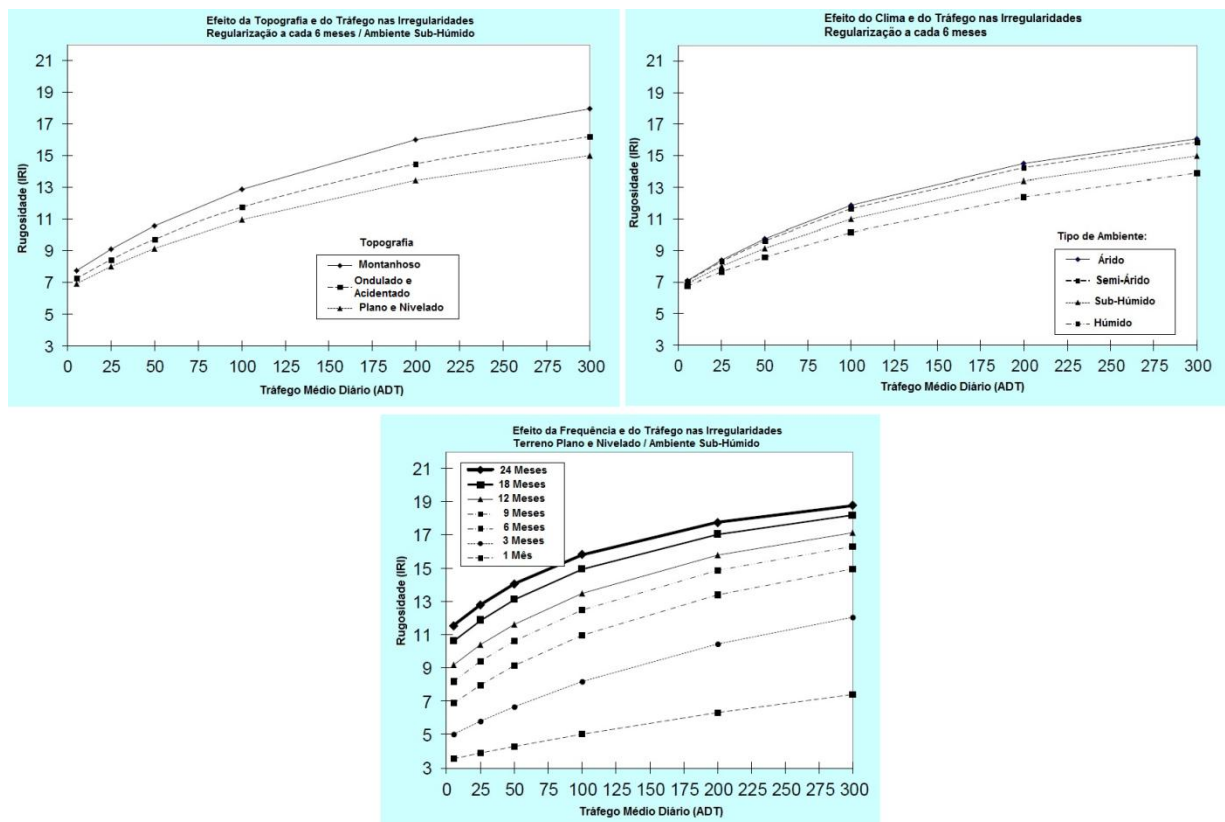 Efeito da Topografia e do Tráfego nas Irregularidades
Regularização a cada 6 meses / Ambiente Sub-Húmido
Rugosidade (IRI)
21
19
17
15
13
11
9
7
5
3
0 25 50 75 100 125 150 175 200 225 250 275 300
Tráfego Médio Diário (ADT)
Topografia
Montanhoso
Ondulado e
Acidentado
Plano e Nivelado
Efeito do Clima e do Tráfego nas Irregularidades
Regularização a cada 6 meses
Rugosidade (IRI)
21
19
17
15
13
11
9
7
5
3
0 25 50 75 100 125 150 175 200 225 250 275 300
Tráfego Médio Diário (ADT)
Tipo de Ambiente:
Árido
Semi-Árido
Sub-Húmido
Húmido
Efeito da Frequência e do Tráfego nas Irregularidades
Terreno Plano e Nivelado / Ambiente Sub-Húmido
Rugosidade (IRI)
21
19
17
15
13
11
9
7
5
3
24 Meses
18 Meses
12 Meses
9 Meses
6 Meses
3 Meses
1 Mês
0 25 50 75 100 125 150 175 200 225 250 275 300
Tráfego Médio Diário (ADT)